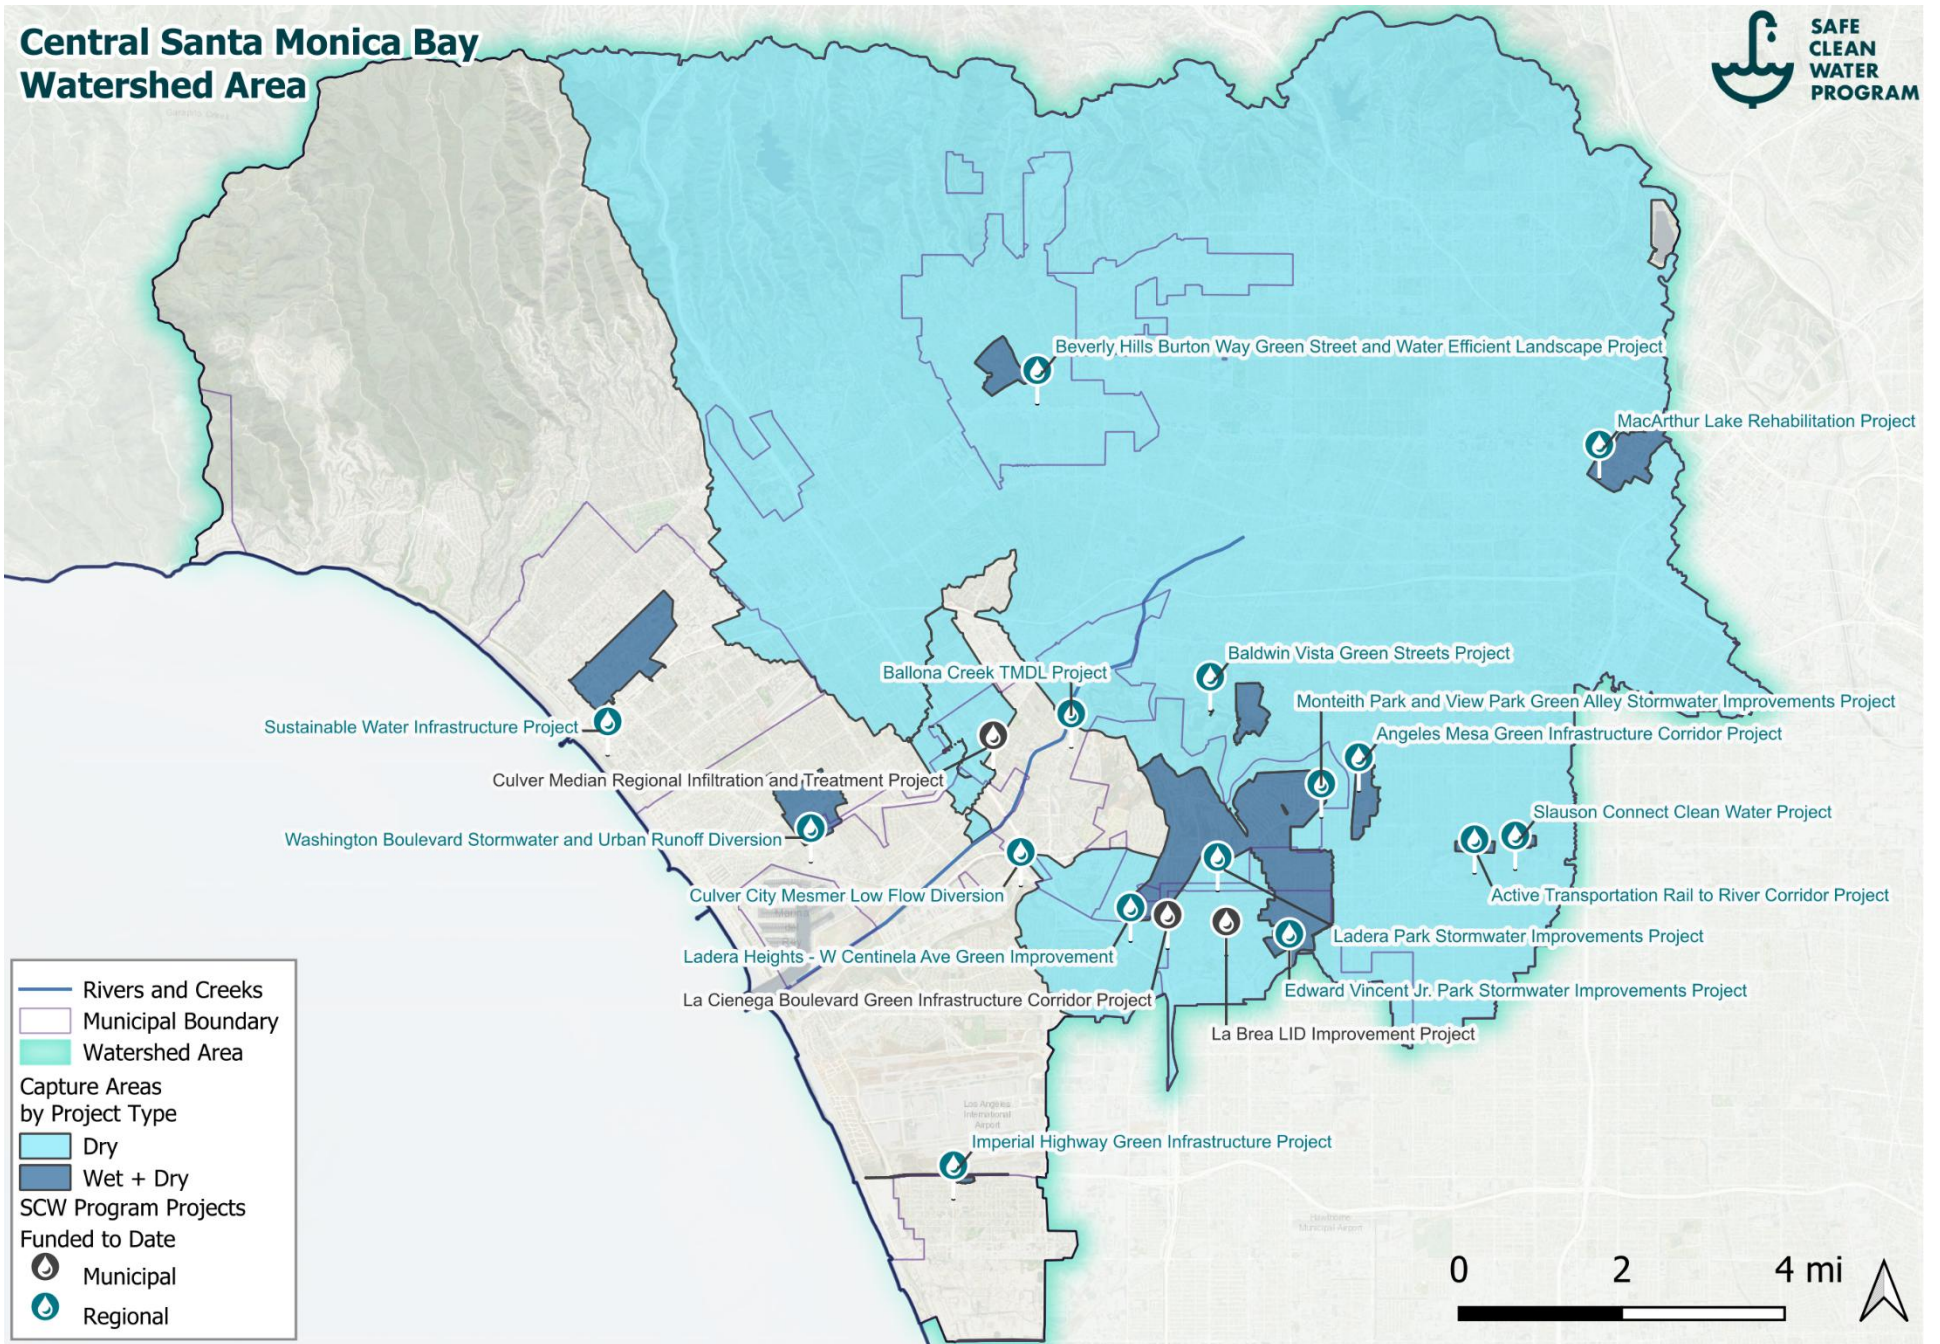 Central Santa Monica Bay
Watershed Area
SAFE
CLEAN
WATER
PROGRAM
Beverly Hills Burton Way Green Street and Water Efficient Landscape Project
MacArthur Lake Rehabilitation Project
Baldwin Vista Green Streets Project
Ballona Creek TMDL Project
Monteith Park and View Park Green Alley Stormwater Improvements Project
Sustainable Water Infrastructure Project
Angeles Mesa Green Infrastructure Corridor Project
Culver Median Regional Infiltration and Treatment Project
Slauson Connect Clean Water Project
Washington Boulevard Stormwater and Urban Runoff Diversion
Culver City Mesmer Low Flow Diversion
Active Transportation Rail to River Corridor Project
Marina
Ladera Park Stormwater Improvements Project
Ladera Heights - W Centinela Ave Green Improvement
Edward Vincent Jr. Park Stormwater Improvements Project
La Cienega Boulevard Green Infrastructure Corridor Project
La Brea LID Improvement Project
Los Angeles
International
Airport
Imperial Highway Green Infrastructure Project
Municipal Airport
Rivers and Creeks
Municipal Boundary
Watershed Area
Capture Areas
by Project Type
Dry
Wet + Dry
SCW Program Projects
Funded to Date
Municipal
Regional
0 2 4 mi